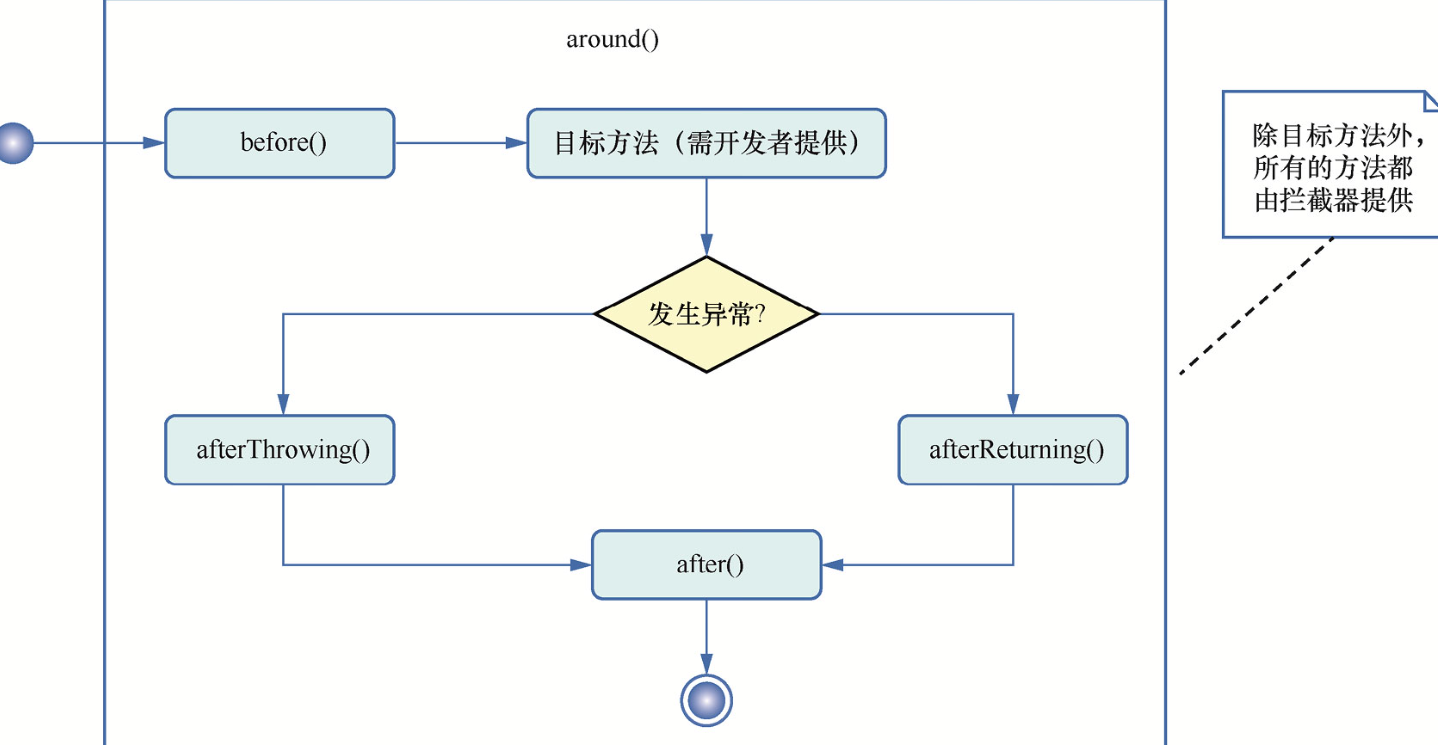 around()
before()
目标方法（需开发者提供）
除目标方法外，
所有的方法都
由拦截器提供
发生异常?
afterThrowing()
afterReturning()
after()